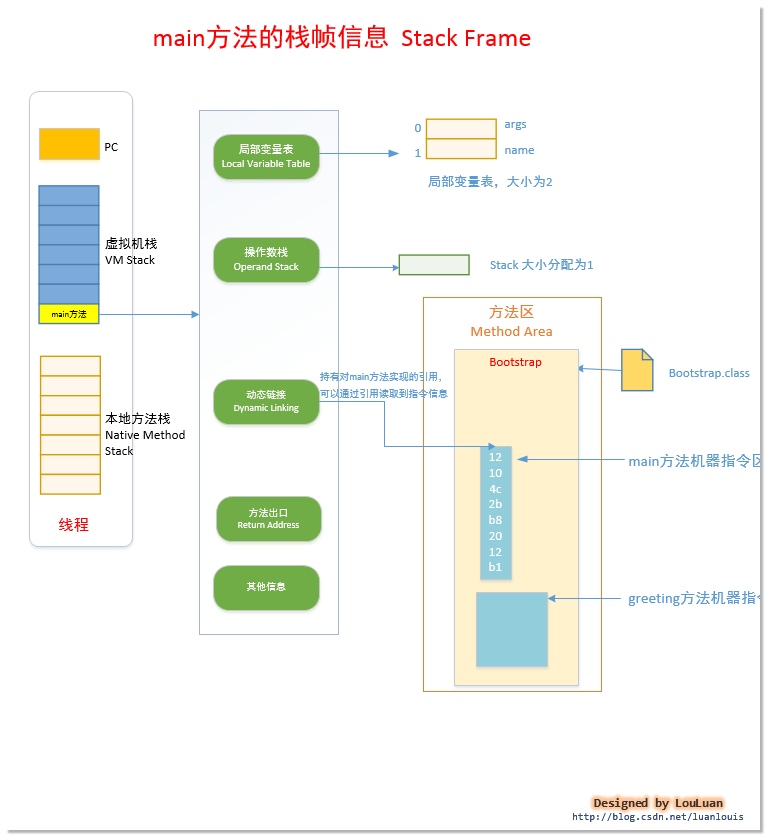 main方法的栈帧信息 Stack Frame
PC
虚拟机栈
VM Stack
main方法
本地方法栈
Native Method
Stack
线程
局部变量表
Local Variable Table
操作数栈
Operand Stack
动态链接
Dynamic Linking
方法出口
Return Address
其他信息
0
args
1
name
局部变量表，大小为2
Stack 大小分配为1
持有对main方法实现的引用，
可以通过引用读取到指令信息
方法区
Method Area
Bootstrap
Bootstrap.class
12
10
4c
2b
b8
20
12
b1
main方法机器指令区
greeting方法机器指令
Designed by LouLuan
http://blog.csdn.net/luanlouis